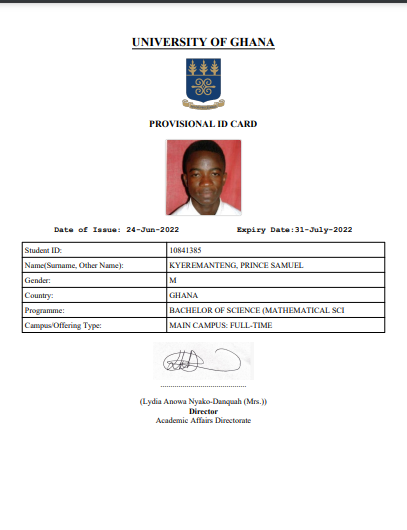 UNIVERSITY OF GHANA
PROVISIONAL ID CARD
Date of Issue: 24-Jun-2022 Expiry Date:31-July-2022
Student ID: 10841385
Name(Surname, Other Name): KYEREMANTENG, PRINCE SAMUEL
Gender: M
Country: GHANA
Programme: BACHELOR OF SCIENCE (MATHEMATICAL SCI
Campus/Offering Type: MAIN CAMPUS: FULL-TIME
(Lydia Anowa Nyako-Danquah (Mrs.))
Director
Academic Affairs Directorate